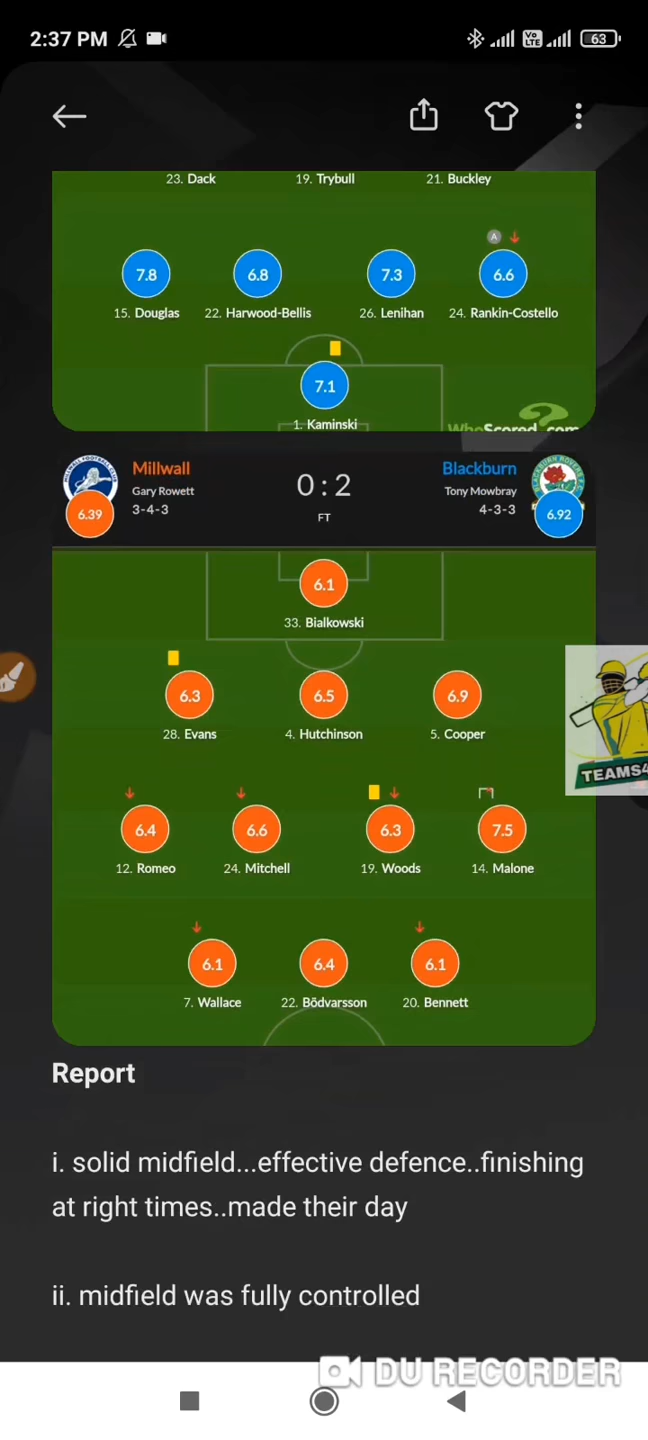 2:37 PM
Vo LTE
63
23. Dack 19. Trybull 21. Buckley
A
7.8 6.8 7.3 6.6
15. Douglas 22. Harwood-Bellis 26. Lenihan 24. Rankin-Costello
7.1
1. Kaminski
WhoScored.com
Millwall 0 : 2 Blackburn
Gary Rowett Tony Mowbray
3-4-3 FT 4-3-3
6.39 6.92
6.1
33. Bialkowski
6.3 6.5 6.9
28. Evans 4. Hutchinson 5. Cooper
6.4 6.6 6.3 7.5
12. Romeo 24. Mitchell 19. Woods 14. Malone
TEAMS4
6.1 6.4 6.1
7. Wallace 22. Bödvarsson 20. Bennett
Report
i. solid midfield...effective defence..finishing
at right times..made their day
ii. midfield was fully controlled
DU RECORDER